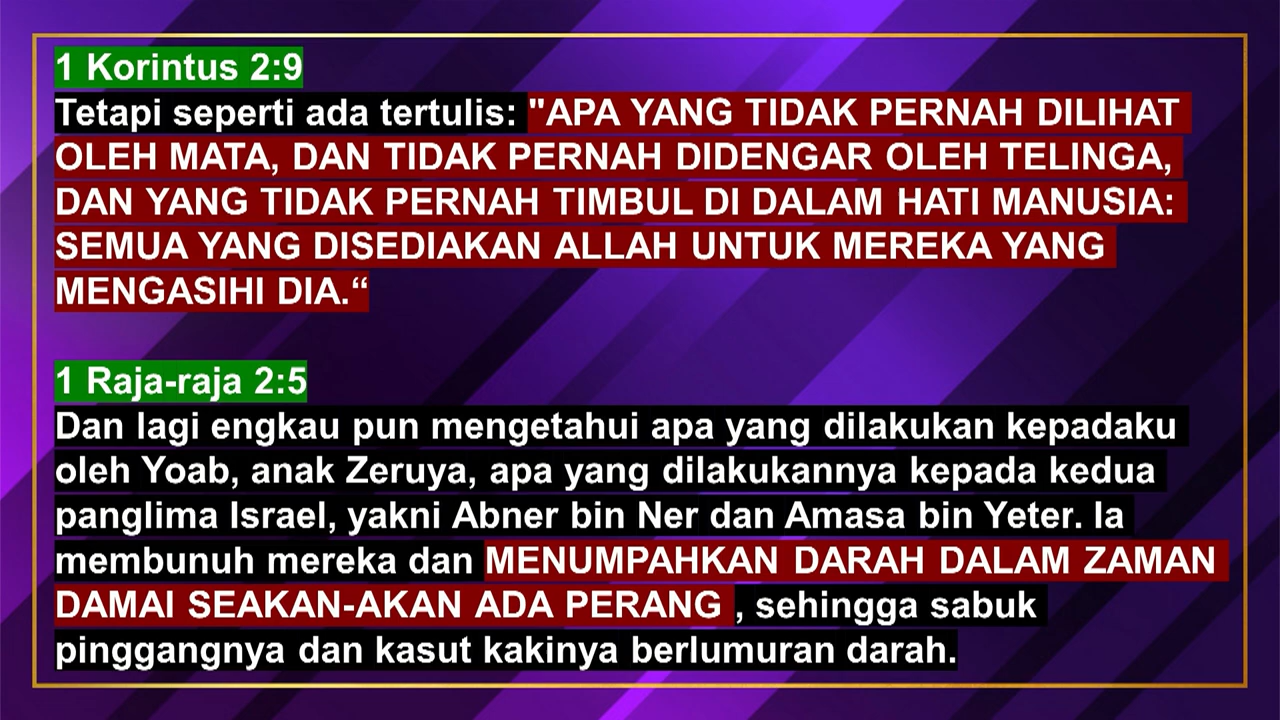 1 Korintus 2:9
Tetapi seperti ada tertulis: "APA YANG TIDAK PERNAH DILIHAT
OLEH MATA, DAN TIDAK PERNAH DIDENGAR OLEH TELINGA,
DAN YANG TIDAK PERNAH TIMBUL DI DALAM HATI MANUSIA:
SEMUA YANG DISEDIAKAN ALLAH UNTUK MEREKA YANG
MENGASIHI DIA.“
1 Raja-raja 2:5
Dan lagi engkau pun mengetahui apa yang dilakukan kepadaku
oleh Yoab, anak Zeruya, apa yang dilakukannya kepada kedua
panglima Israel, yakni Abner bin Ner dan Amasa bin Yeter. Ia
membunuh mereka dan MENUMPAHKAN DARAH DALAM ZAMAN
DAMAI SEAKAN-AKAN ADA PERANG , sehingga sabuk
pinggangnya dan kasut kakinya berlumuran darah.